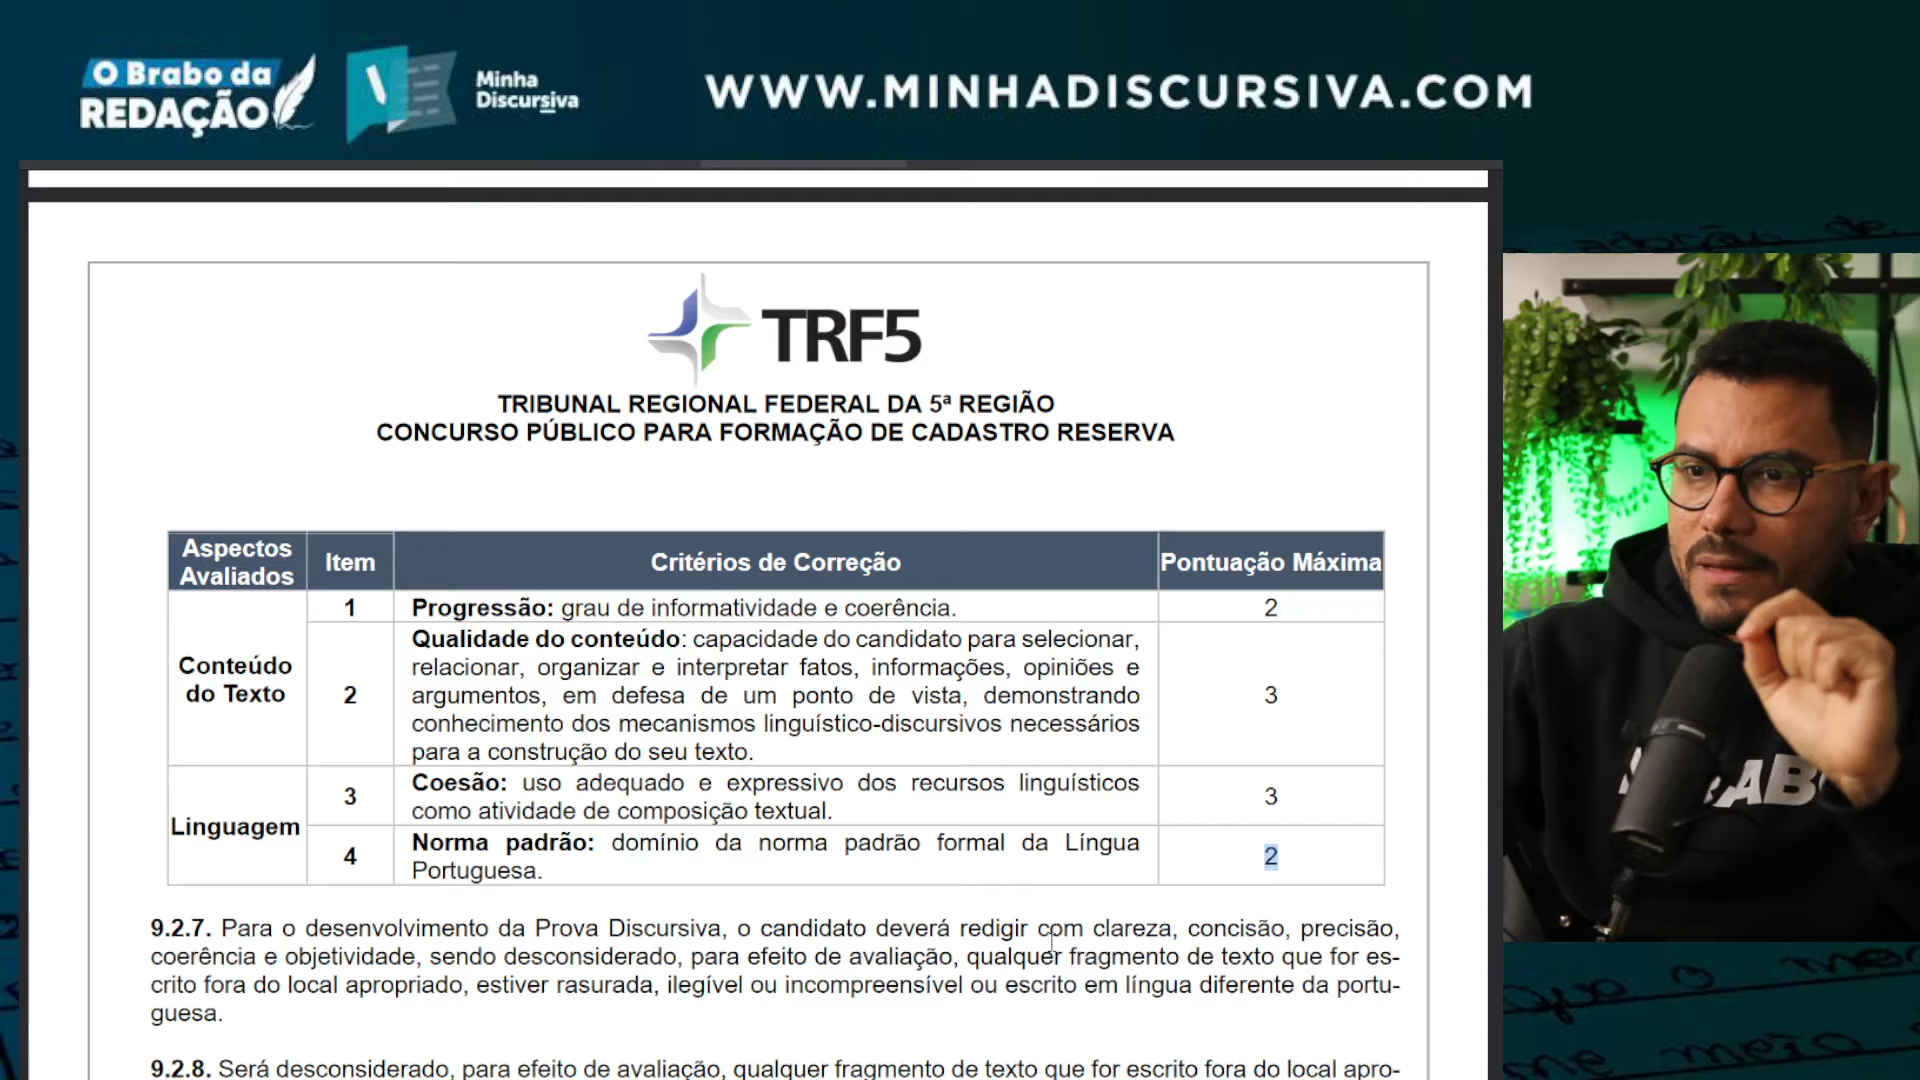 O Brabo da
REDAÇÃO
Minha
Discursiva
WWW.MINHADISCURSIVA.COM
TRF5
TRIBUNAL REGIONAL FEDERAL DA 5ª REGIÃO
CONCURSO PÚBLICO PARA FORMAÇÃO DE CADASTRO RESERVA
Aspectos
Avaliados
Item
Critérios de Correção
Pontuação Máxima
Conteúdo
do Texto
1
Progressão: grau de informatividade e coerência.
2
2
Qualidade do conteúdo: capacidade do candidato para selecionar,
relacionar, organizar e interpretar fatos, informações, opiniões e
argumentos, em defesa de um ponto de vista, demonstrando
conhecimento dos mecanismos linguístico-discursivos necessários
para a construção do seu texto.
3
Linguagem
3
Coesão: uso adequado e expressivo dos recursos linguísticos
como atividade de composição textual.
3
4
Norma padrão: domínio da norma padrão formal da Língua
Portuguesa.
2
9.2.7. Para o desenvolvimento da Prova Discursiva, o candidato deverá redigir com clareza, concisão, precisão,
coerência e objetividade, sendo desconsiderado, para efeito de avaliação, qualquer fragmento de texto que for es-
crito fora do local apropriado, estiver rasurada, ilegível ou incompreensível ou escrito em língua diferente da portu-
guesa.
9.2.8. Será desconsiderado, para efeito de avaliação, qualquer fragmento de texto que for escrito fora do local apro-